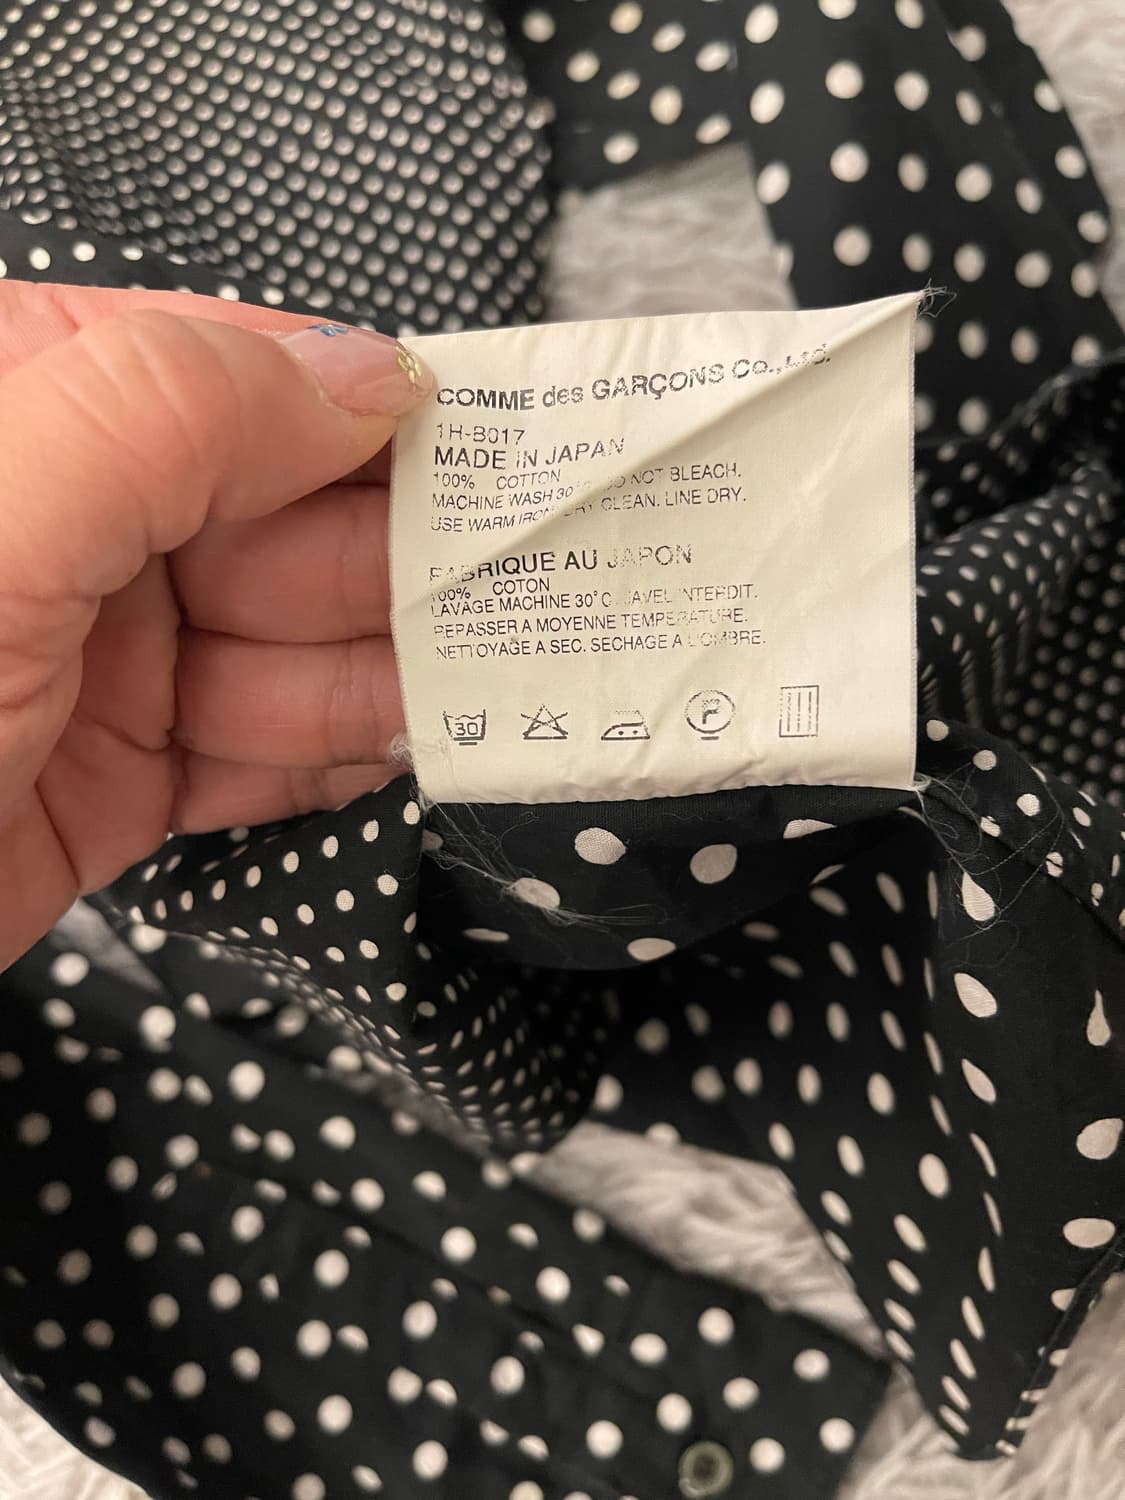 COMME des GARÇONS Co., Ltd.
1H-B017
MADE IN JAPAN
100% COTTON
MACHINE WASH 30° DO NOT BLEACH.
USE WARM IRON. DRY CLEAN. LINE DRY.
FABRIQUE AU JAPON
100% COTON
LAVAGE MACHINE 30°C. JAVEL INTERDIT.
REPASSER A MOYENNE TEMPERATURE.
NETTOYAGE A SEC. SECHAGE A L'OMBRE.
30 P